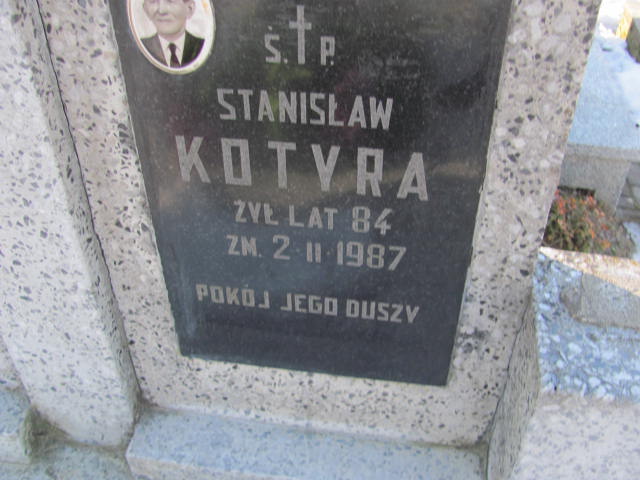 Ś. P.
STANISŁAW
KOTYRA
ŻYŁ LAT 84
ZM. 2-II-1987
POKÓJ JEGO DUSZY